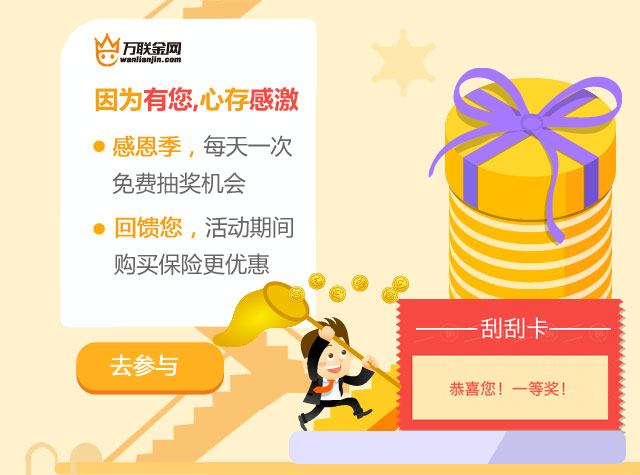 万联金网
wanlianjin.com
因为有您,心存感激
感恩季，每天一次
免费抽奖机会
回馈您，活动期间
购买保险更优惠
去参与
刮刮卡
恭喜您！一等奖！